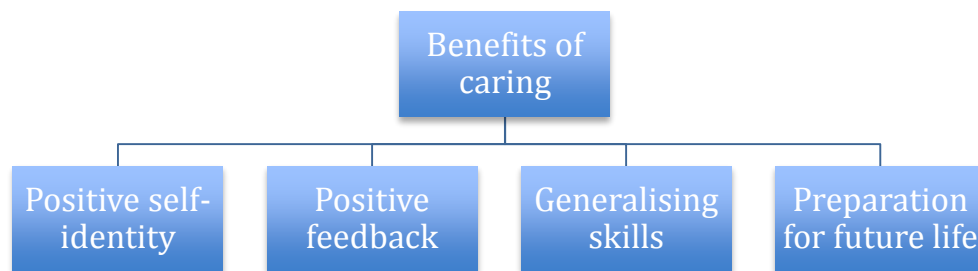 Benefits of
caring
Positive self-
identity
Positive
feedback
Generalising
skills
Preparation
for future life